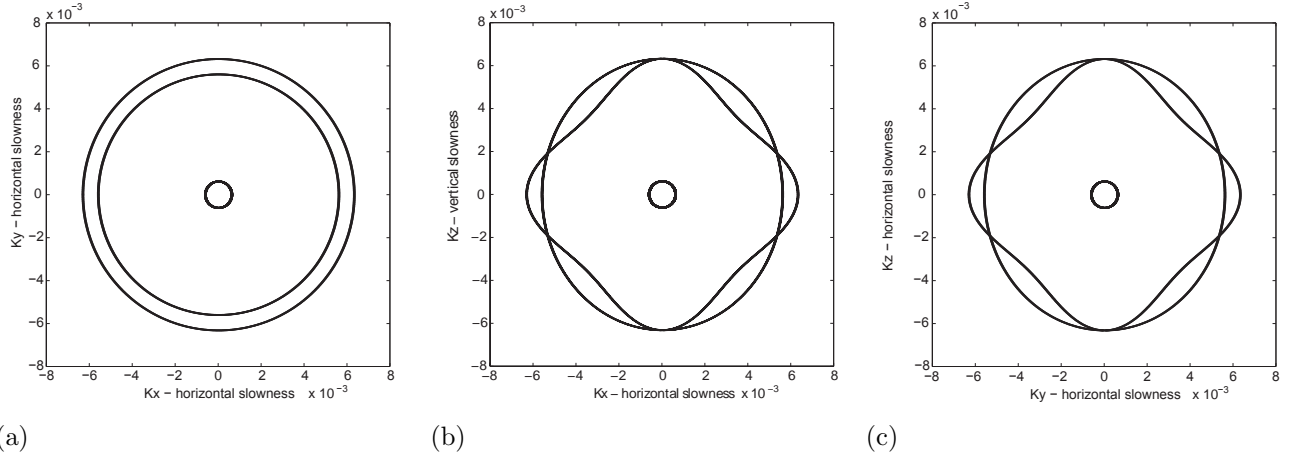 x 10⁻³
8
6
4
2
0
−2
−4
−6
−8
Ky − horizontal slowness
−8 −6 −4 −2 0 2 4 6 8
Kx − horizontal slowness x 10⁻³
(a)
x 10⁻³
8
6
4
2
0
−2
−4
−6
−8
Kz − vertical slowness
−8 −6 −4 −2 0 2 4 6 8
Kx − horizontal slowness x 10⁻³
(b)
x 10⁻³
8
6
4
2
0
−2
−4
−6
−8
Kz − horizontal slowness
−8 −6 −4 −2 0 2 4 6 8
Ky − horizontal slowness x 10⁻³
(c)